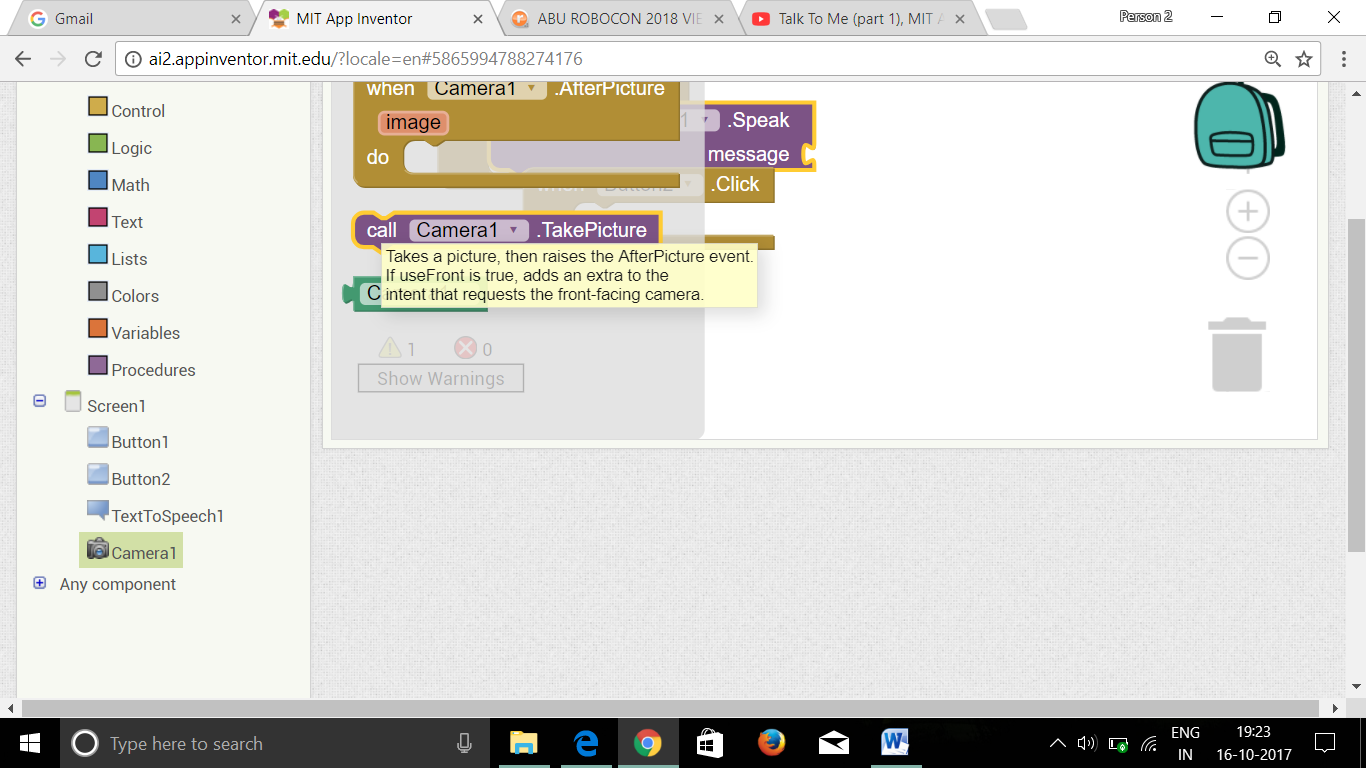 Gmail
MIT App Inventor
ABU ROBOCON 2018 VIE
Talk To Me (part 1), MIT A
Person 2
ai2.appinventor.mit.edu/?locale=en#5865994788274176
Control
Logic
Math
Text
Lists
Colors
Variables
Procedures
Screen1
Button1
Button2
TextToSpeech1
Camera1
Any component
when Camera1 .AfterPicture
image
do
1 .Speak
message
when Button2 .Click
call Camera1 .TakePicture
Takes a picture, then raises the AfterPicture event.
If useFront is true, adds an extra to the
intent that requests the front-facing camera.
C
1 0
Show Warnings
Type here to search
ENG
IN
19:23
16-10-2017